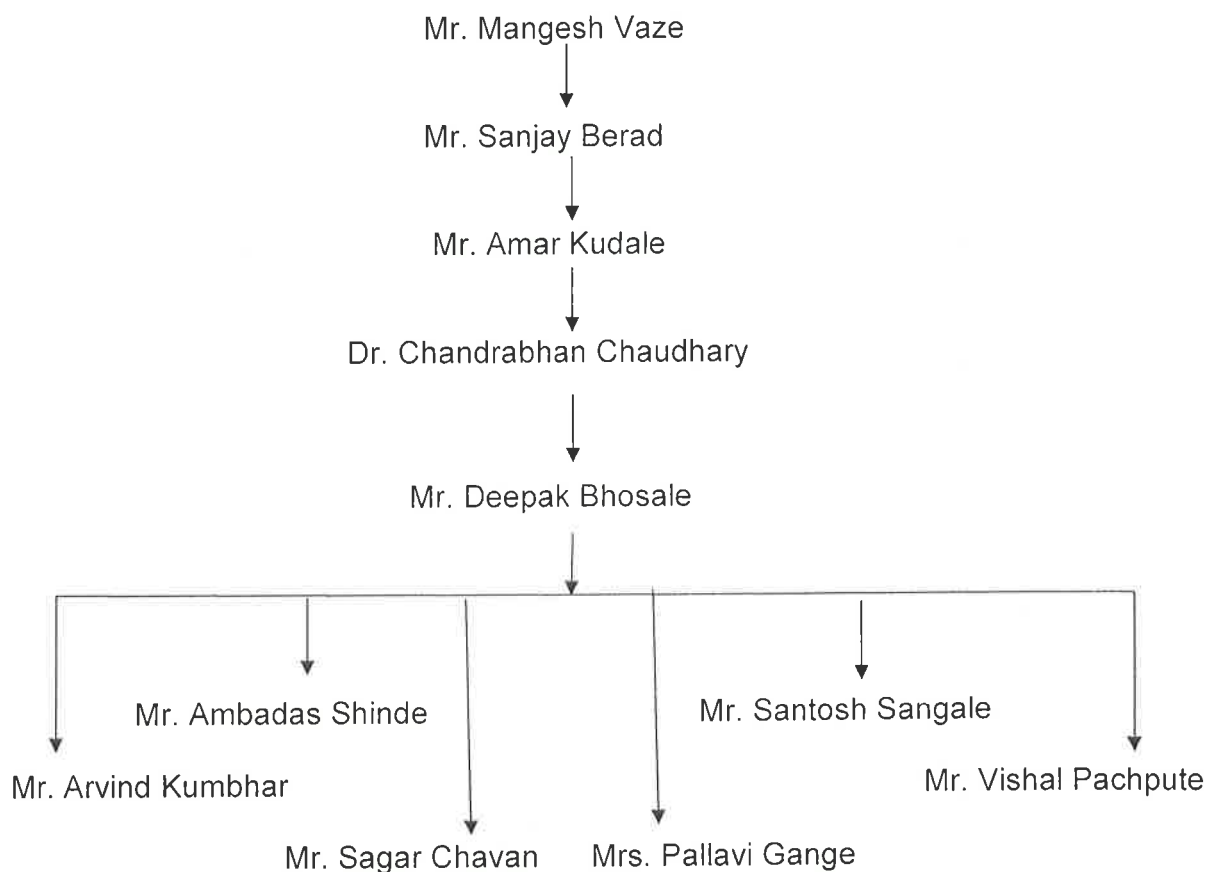 Mr. Mangesh Vaze
Mr. Sanjay Berad
Mr. Amar Kudale
Dr. Chandrabhan Chaudhary
Mr. Deepak Bhosale
Mr. Ambadas Shinde
Mr. Santosh Sangale
Mr. Arvind Kumbhar
Mr. Vishal Pachpute
Mr. Sagar Chavan
Mrs. Pallavi Gange